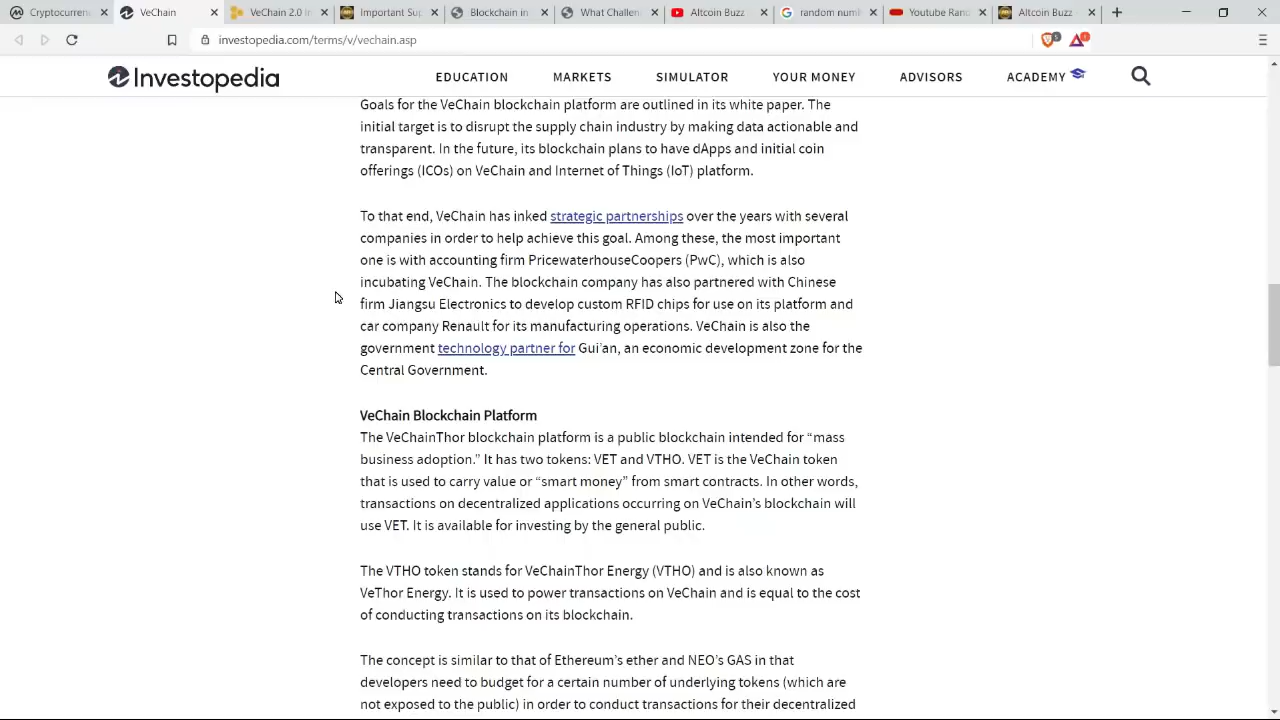 Cryptocurren
VeChain
VeChain 2.0 In
Important Sup
Blockchain in
What Challen
Altcoin Buzz
random numl
Youtube Rand
Altcoin Buzz
investopedia.com/terms/v/vechain.asp
Investopedia
EDUCATION MARKETS SIMULATOR YOUR MONEY ADVISORS ACADEMY
Goals for the VeChain blockchain platform are outlined in its white paper. The
initial target is to disrupt the supply chain industry by making data actionable and
transparent. In the future, its blockchain plans to have dApps and initial coin
offerings (ICOs) on VeChain and Internet of Things (IoT) platform.
To that end, VeChain has inked strategic partnerships over the years with several
companies in order to help achieve this goal. Among these, the most important
one is with accounting firm PricewaterhouseCoopers (PwC), which is also
incubating VeChain. The blockchain company has also partnered with Chinese
firm Jiangsu Electronics to develop custom RFID chips for use on its platform and
car company Renault for its manufacturing operations. VeChain is also the
government technology partner for Gui’an, an economic development zone for the
Central Government.
VeChain Blockchain Platform
The VeChainThor blockchain platform is a public blockchain intended for “mass
business adoption.” It has two tokens: VET and VTHO. VET is the VeChain token
that is used to carry value or “smart money” from smart contracts. In other words,
transactions on decentralized applications occurring on VeChain’s blockchain will
use VET. It is available for investing by the general public.
The VTHO token stands for VeChainThor Energy (VTHO) and is also known as
VeThor Energy. It is used to power transactions on VeChain and is equal to the cost
of conducting transactions on its blockchain.
The concept is similar to that of Ethereum’s ether and NEO’s GAS in that
developers need to budget for a certain number of underlying tokens (which are
not exposed to the public) in order to conduct transactions for their decentralized